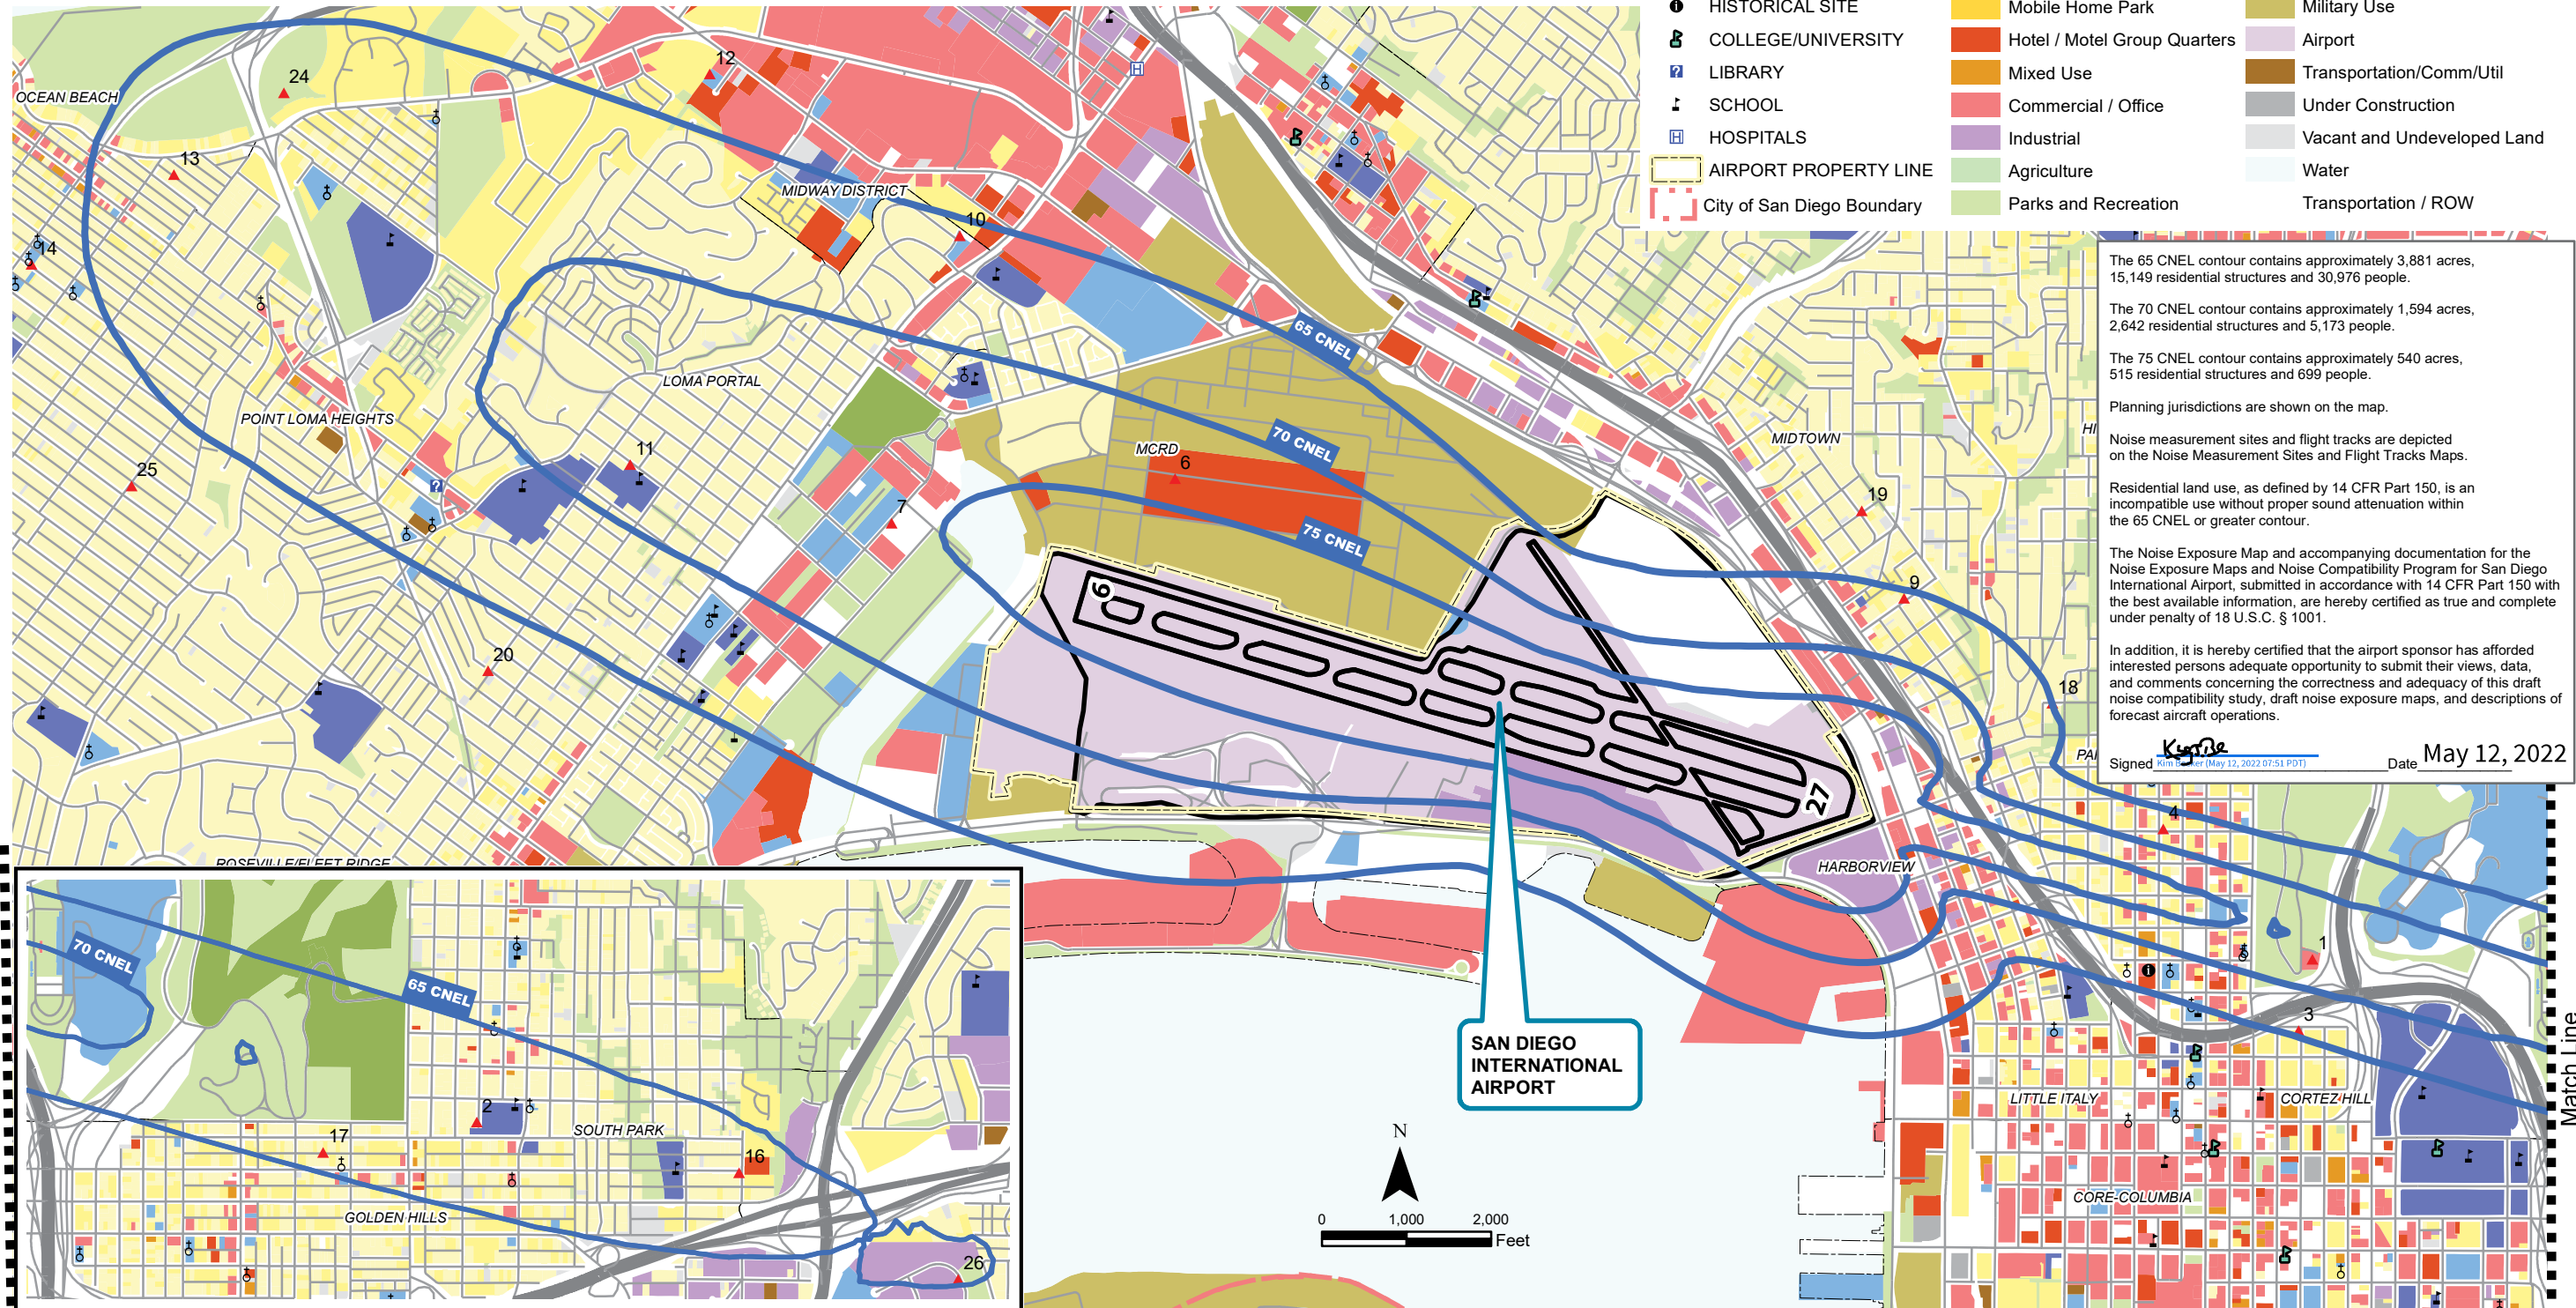 HISTORICAL SITE
COLLEGE/UNIVERSITY
LIBRARY
SCHOOL
HOSPITALS
AIRPORT PROPERTY LINE
City of San Diego Boundary
Mobile Home Park
Hotel / Motel Group Quarters
Mixed Use
Commercial / Office
Industrial
Agriculture
Parks and Recreation
Military Use
Airport
Transportation/Comm/Util
Under Construction
Vacant and Undeveloped Land
Water
Transportation / ROW
The 65 CNEL contour contains approximately 3,881 acres,
15,149 residential structures and 30,976 people.
The 70 CNEL contour contains approximately 1,594 acres,
2,642 residential structures and 5,173 people.
The 75 CNEL contour contains approximately 540 acres,
515 residential structures and 699 people.
Planning jurisdictions are shown on the map.
Noise measurement sites and flight tracks are depicted
on the Noise Measurement Sites and Flight Tracks Maps.
Residential land use, as defined by 14 CFR Part 150, is an
incompatible use without proper sound attenuation within
the 65 CNEL or greater contour.
The Noise Exposure Map and accompanying documentation for the
Noise Exposure Maps and Noise Compatibility Program for San Diego
International Airport, submitted in accordance with 14 CFR Part 150 with
the best available information, are hereby certified as true and complete
under penalty of 18 U.S.C. § 1001.
In addition, it is hereby certified that the airport sponsor has afforded
interested persons adequate opportunity to submit their views, data,
and comments concerning the correctness and adequacy of this draft
noise compatibility study, draft noise exposure maps, and descriptions of
forecast aircraft operations.
Signed Kim (May 12, 2022 07:51 PDT) Date May 12, 2022
OCEAN BEACH
24
12
13
14
MIDWAY DISTRICT
10
65 CNEL
LOMA PORTAL
POINT LOMA HEIGHTS
MIDTOWN
HI
70 CNEL
MCRD
6
11
25
7
19
75 CNEL
9
9
20
18
PA
27
4
ROSEVILLE/FLEET RIDGE
HARBORVIEW
1
3
SAN DIEGO
INTERNATIONAL
AIRPORT
LITTLE ITALY
CORTEZ HILL
CORE-COLUMBIA
Match Line
N
0 1,000 2,000
Feet
70 CNEL
65 CNEL
2
17
SOUTH PARK
16
GOLDEN HILLS
26